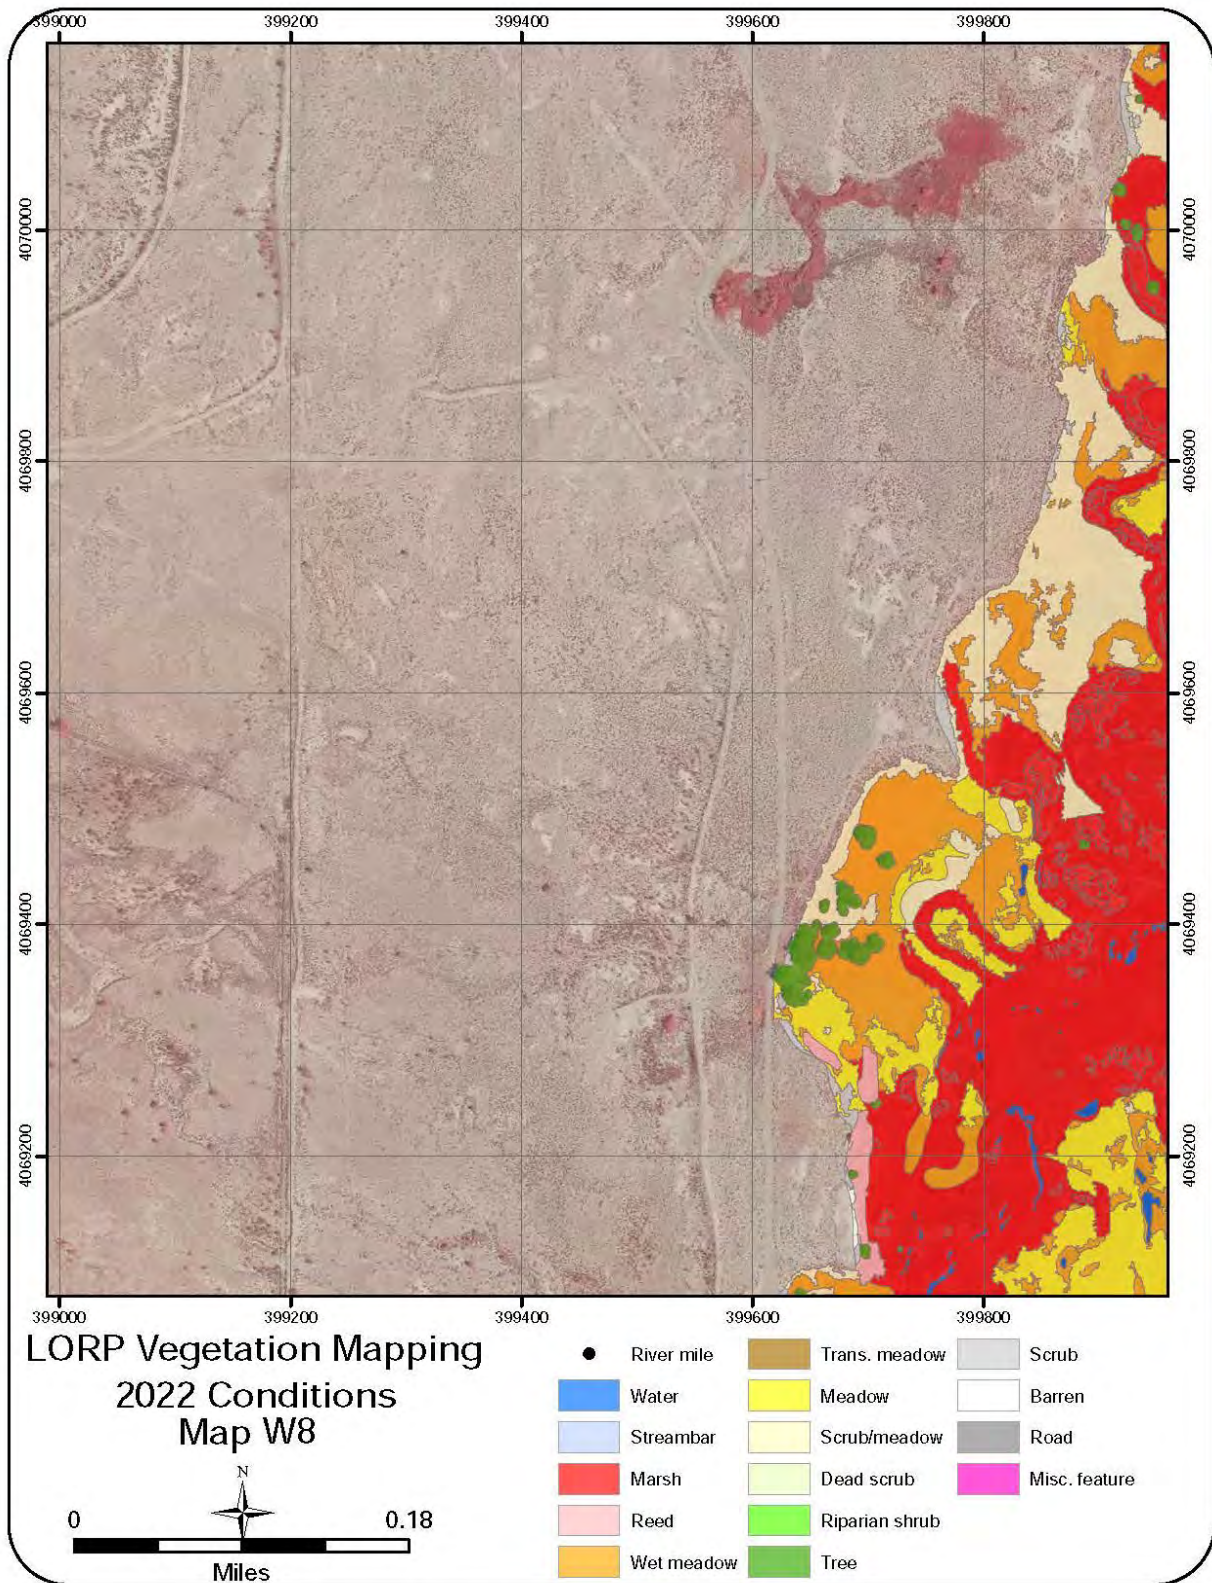 399000 399200 399400 399600 399800
4070000 4070000
4069800 4069800
4069600 4069600
4069400 4069400
4069200 4069200
399000 399200 399400 399600 399800
LORP Vegetation Mapping
2022 Conditions
Map W8
N
0 0.18
Miles
River mile
Water
Streambar
Marsh
Reed
Wet meadow
Trans. meadow
Meadow
Scrub/meadow
Dead scrub
Riparian shrub
Tree
Scrub
Barren
Road
Misc. feature